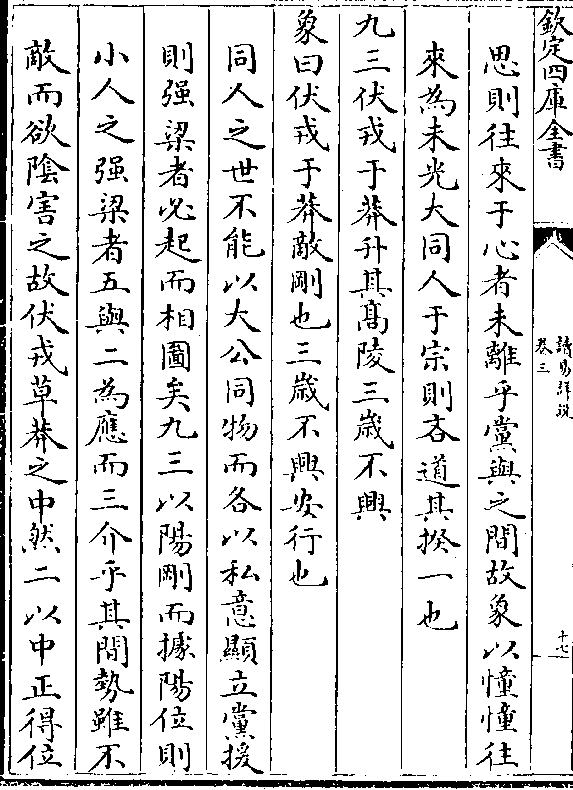 欽定四庫全書
讀易詳說
卷三
十七
思則往來于心者未離乎黨與之間故象以憧憧往
來為未光大同人于宗則吝道其揆一也
九三伏戎于莽升其髙陵三歳不興
象曰伏戎于莽敵剛也三歳不興安行也
同人之世不能以大公同物而各以私意顯立黨援
則强梁者必起而相圖矣九三以陽剛而據陽位則
小人之强梁者五與二為應而三介乎其間勢雖不
敵而欲陰害之故伏戎草莽之中然二以中正得位